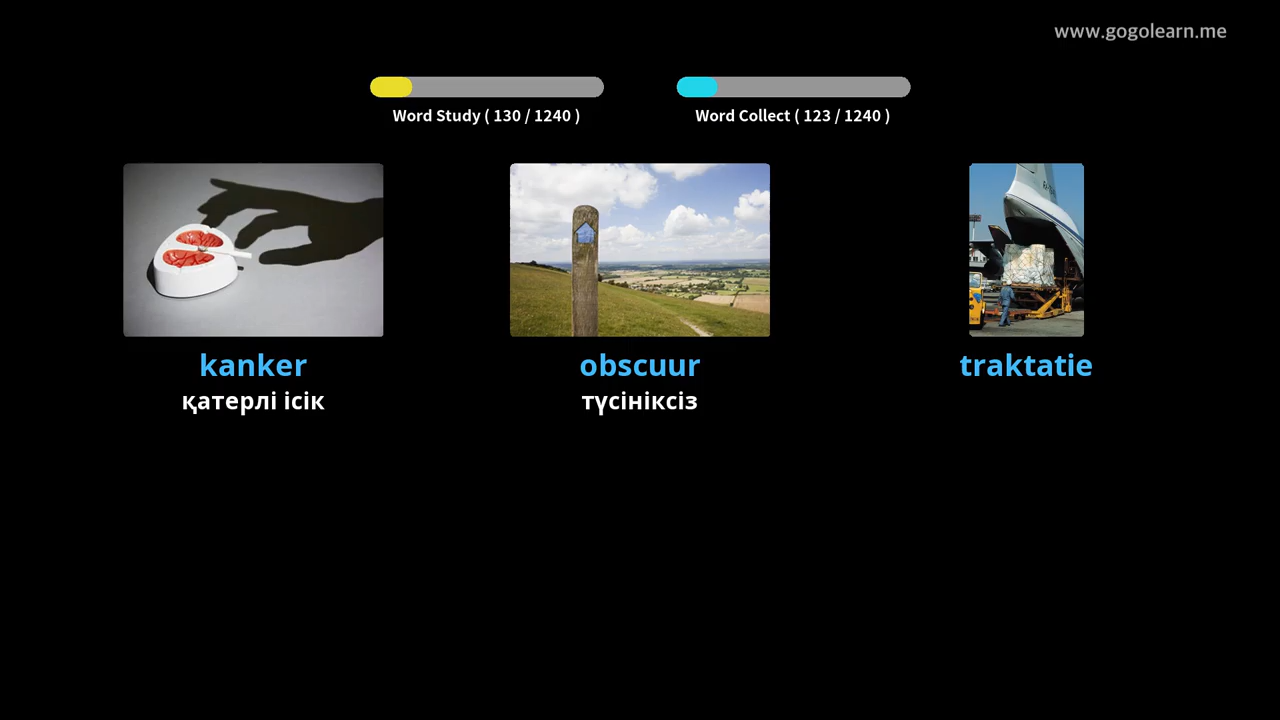 www.gogolearn.me
Word Study ( 130 / 1240 )
Word Collect ( 123 / 1240 )
kanker
obscuur
traktatie
қатерлі ісік
түсініксіз